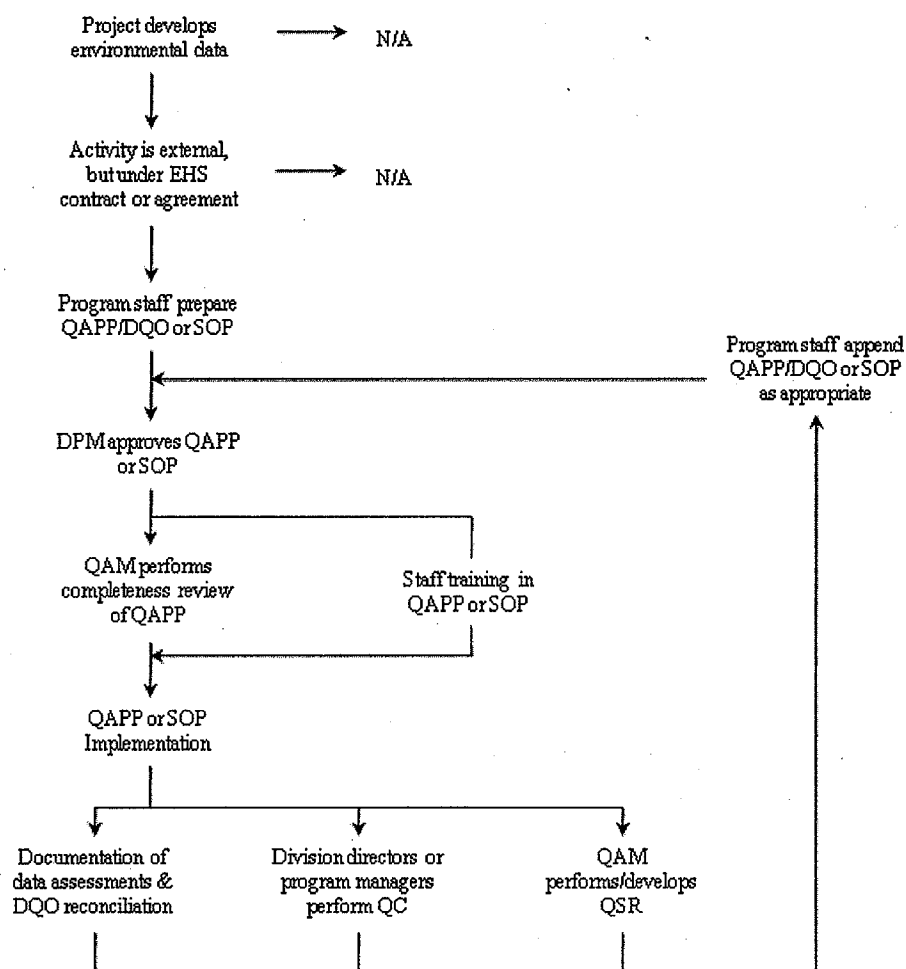 Project develops
environmental data
N/A
Activity is external,
but under EHS
contract or agreement
N/A
Program staff prepare
QAPP/DQO or SOP
Program staff append
QAPP/DQO or SOP
as appropriate
DPM approves QAPP
or SOP
QAM performs
completeness review
of QAPP
Staff training in
QAPP or SOP
QAPP or SOP
Implementation
Documentation of
data assessments &
DQO reconciliation
Division directors or
program managers
perform QC
QAM
performs/develops
QSR